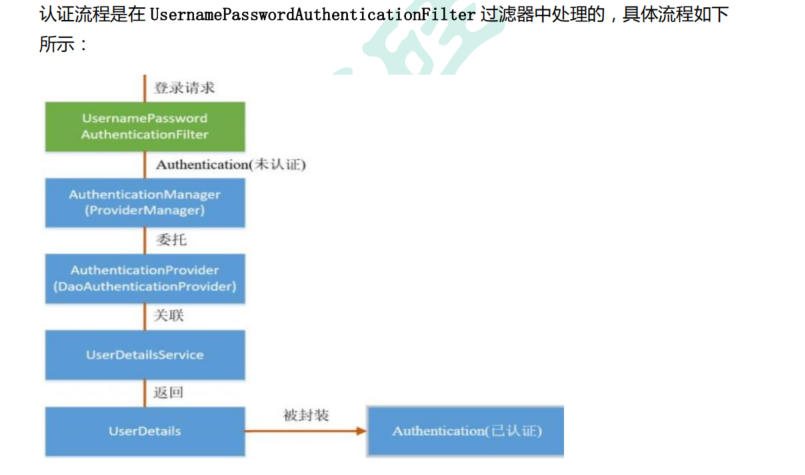 认证流程是在 UsernamePasswordAuthenticationFilter 过滤器中处理的，具体流程如下
所示：
登录请求
UsernamePassword
AuthenticationFilter
Authentication(未认证)
AuthenticationManager
(ProviderManager)
委托
AuthenticationProvider
(DaoAuthenticationProvider)
关联
UserDetailsService
返回
UserDetails
被封装
Authentication(已认证)